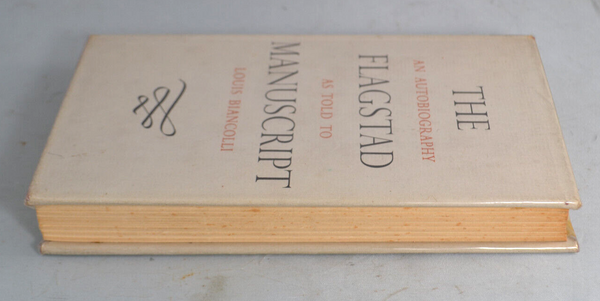 THE
AN AUTOBIOGRAPHY
FLAGSTAD
AS TOLD TO
MANUSCRIPT
LOUIS BIANCOLLI